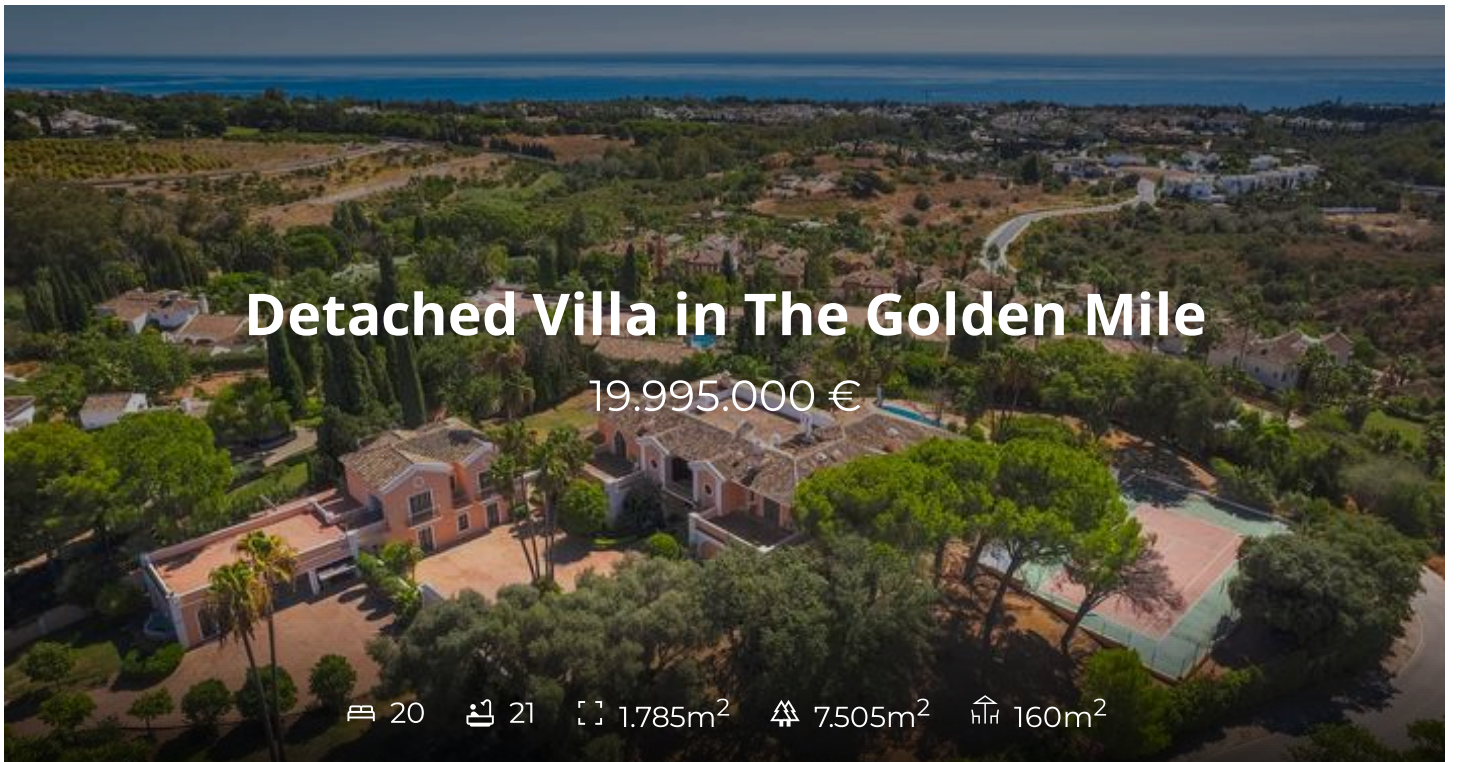 Detached Villa in The Golden Mile
19.995.000 €
20 21 1.785m² 7.505m² 160m²